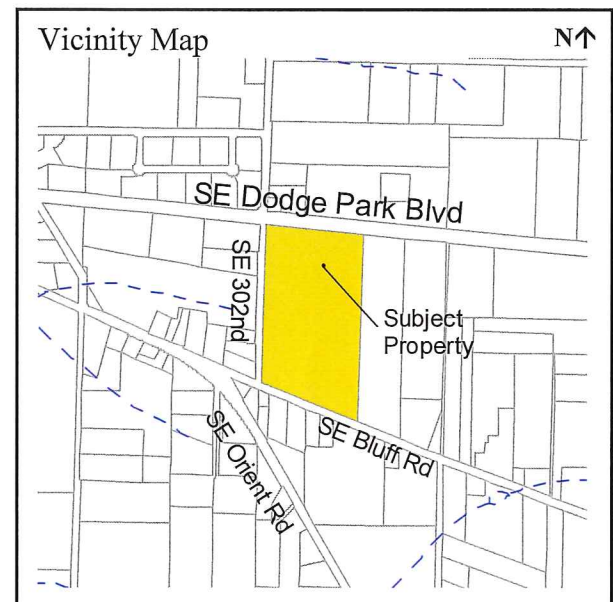 Vicinity Map
N↑
SE Dodge Park Blvd
SE 302nd
Subject
Property
SE Bluff Rd
SE Orient Rd